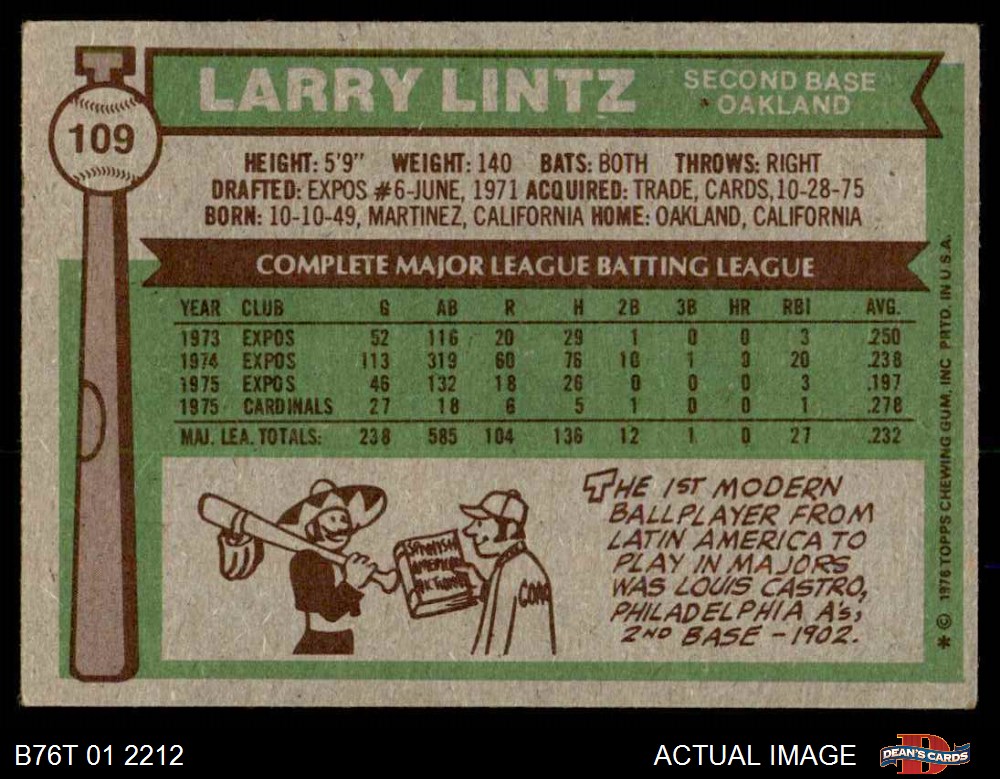 109
LARRY LINTZ
SECOND BASE
OAKLAND
HEIGHT: 5'9" WEIGHT: 140 BATS: BOTH THROWS: RIGHT
DRAFTED: EXPOS #6-JUNE, 1971 ACQUIRED: TRADE, CARDS, 10-28-75
BORN: 10-10-49, MARTINEZ, CALIFORNIA HOME: OAKLAND, CALIFORNIA
COMPLETE MAJOR LEAGUE BATTING LEAGUE
YEAR CLUB G AB R H 2B 3B HR RBI AVG.
1973 EXPOS 52 116 20 29 1 0 0 3 .250
1974 EXPOS 113 319 60 76 10 1 0 20 .238
1975 EXPOS 46 132 18 26 0 0 0 3 .197
1975 CARDINALS 27 18 6 5 1 0 0 1 .278
MAJ. LEA. TOTALS: 238 585 104 136 12 1 0 27 .232
SPANISH
AMERICAN
THE 1ST MODERN
BALLPLAYER FROM
LATIN AMERICA TO
PLAY IN MAJORS
WAS LOUIS CASTRO,
PHILADELPHIA A's,
2ND BASE - 1902.
* © 1976 TOPPS CHEWING GUM, INC. PRTD. IN U.S.A.
B76T 01 2212
ACTUAL IMAGE
D
DEAN'S CARDS